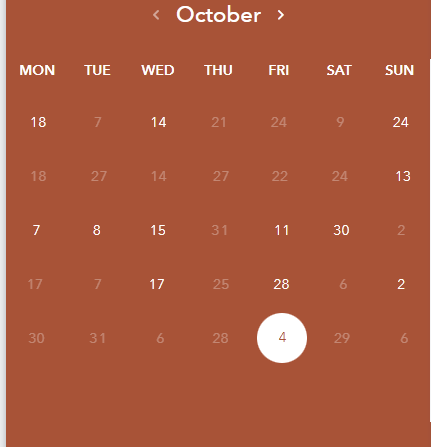 ‹ October ›
MON TUE WED THU FRI SAT SUN
18 7 14 21 24 9 24
18 27 14 27 22 24 13
7 8 15 31 11 30 2
17 7 17 25 28 6 2
30 31 6 28 4 29 6